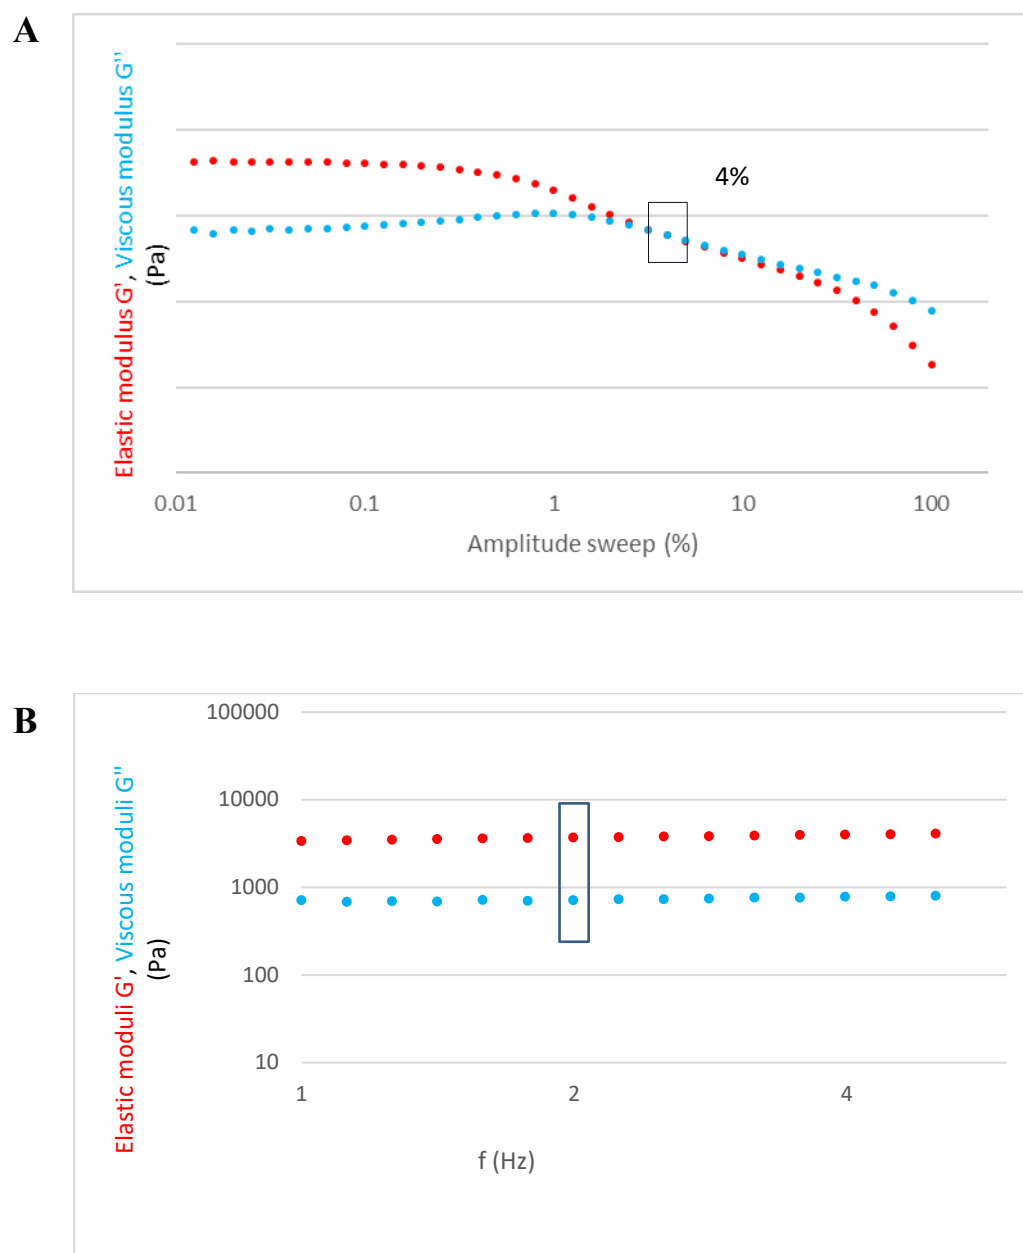 A
Elastic modulus G', Viscous modulus G''
(Pa)
4%
0.01 0.1 1 10 100
Amplitude sweep (%)
B
Elastic moduli G', Viscous moduli G''
(Pa)
100000
10000
1000
100
10
1 2 4
f (Hz)